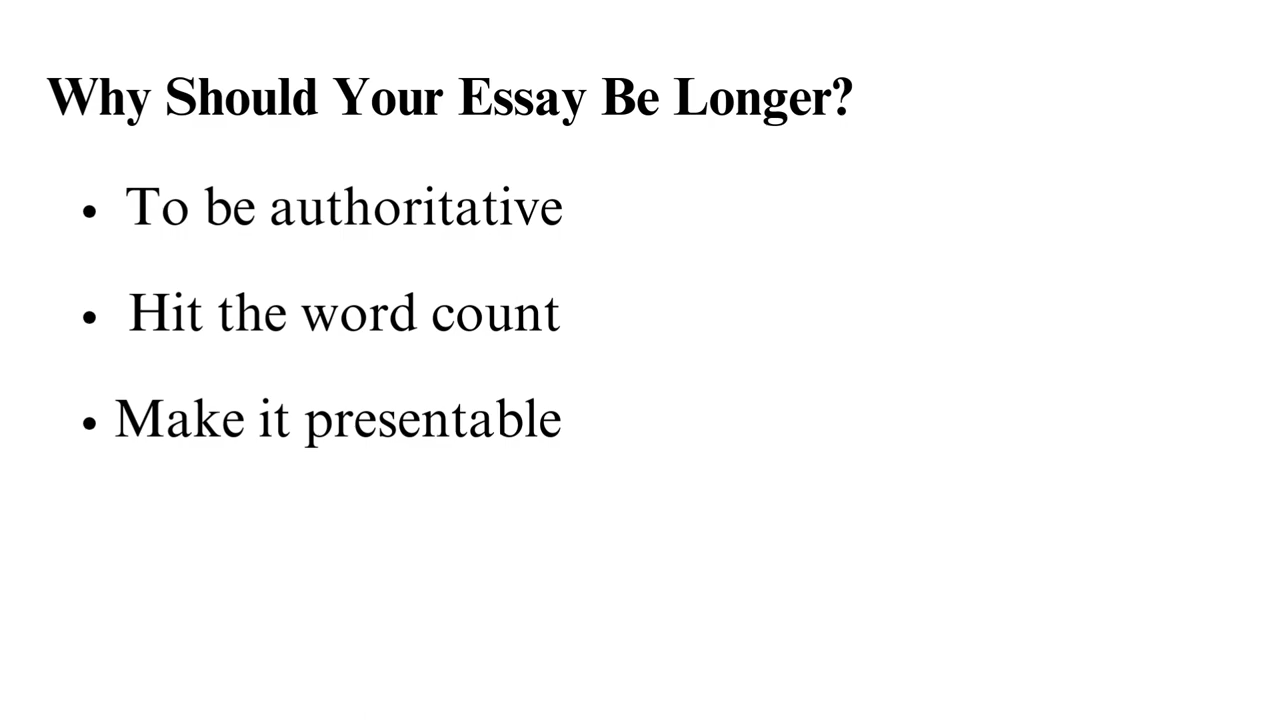 Why Should Your Essay Be Longer?
• To be authoritative
• Hit the word count
• Make it presentable